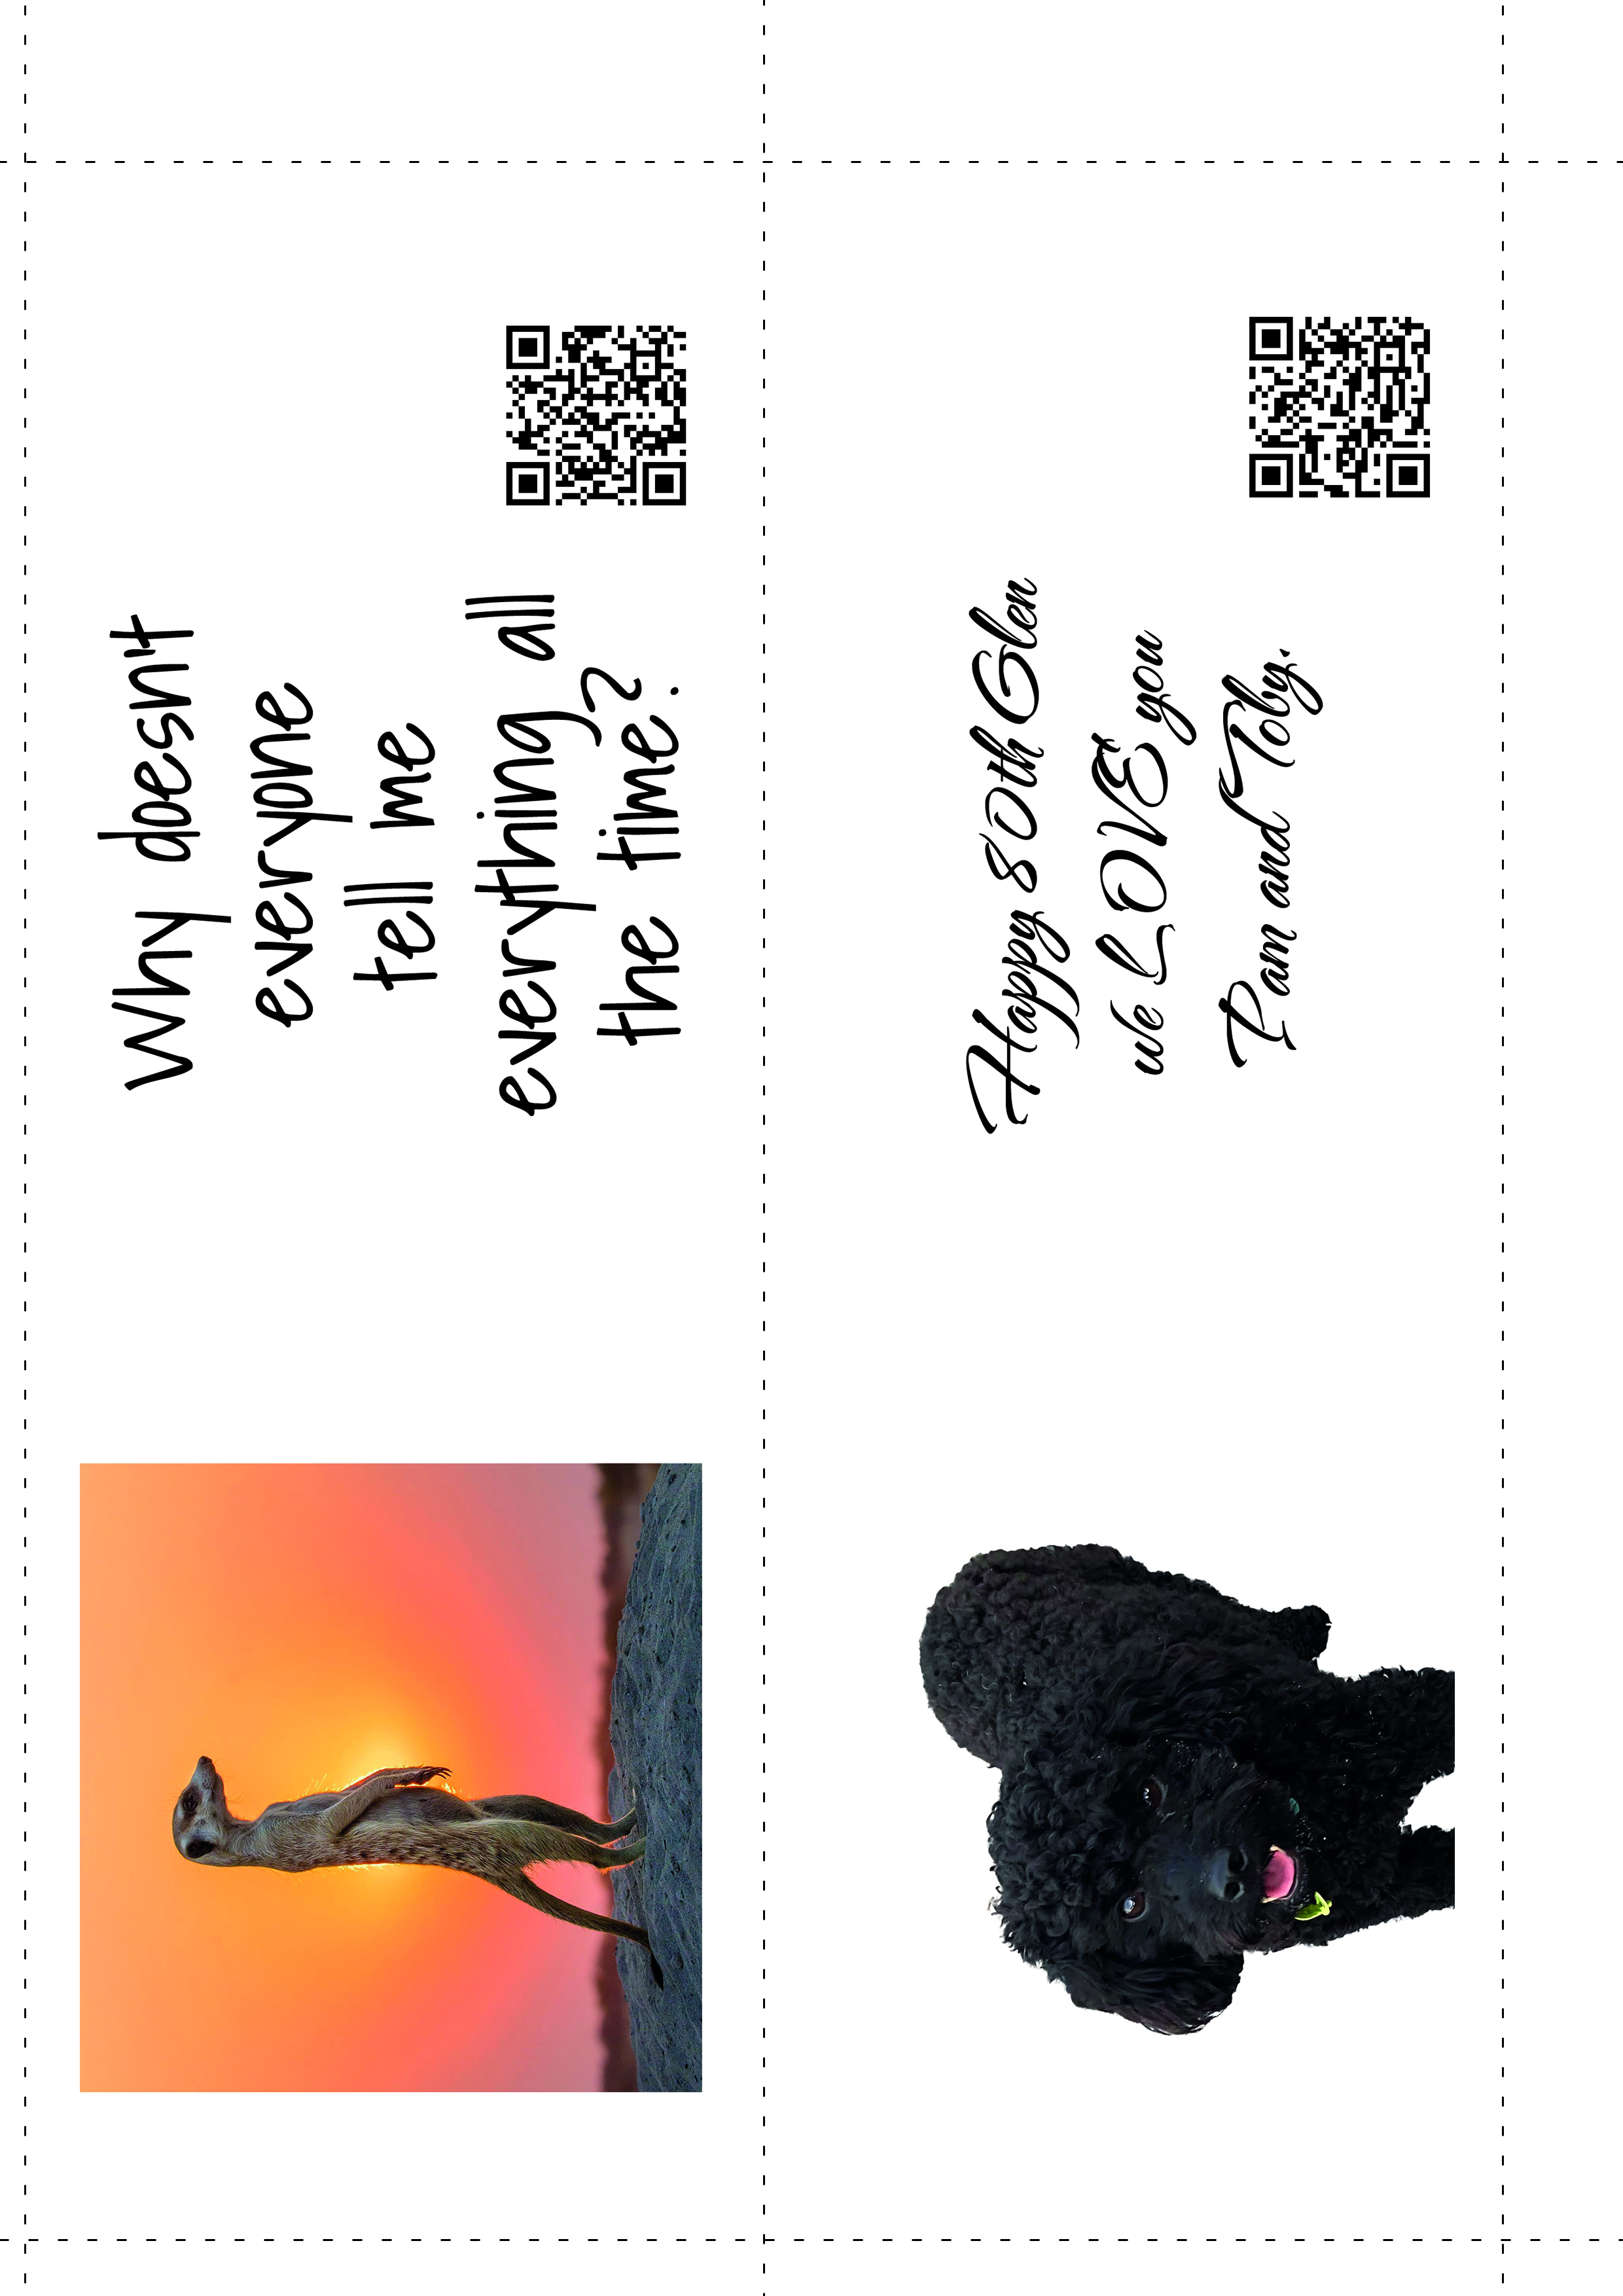 Why doesn't
everyone
tell me
everything all
the time?
Happy 80th Glen
we LOVE you
Pam and Toby.